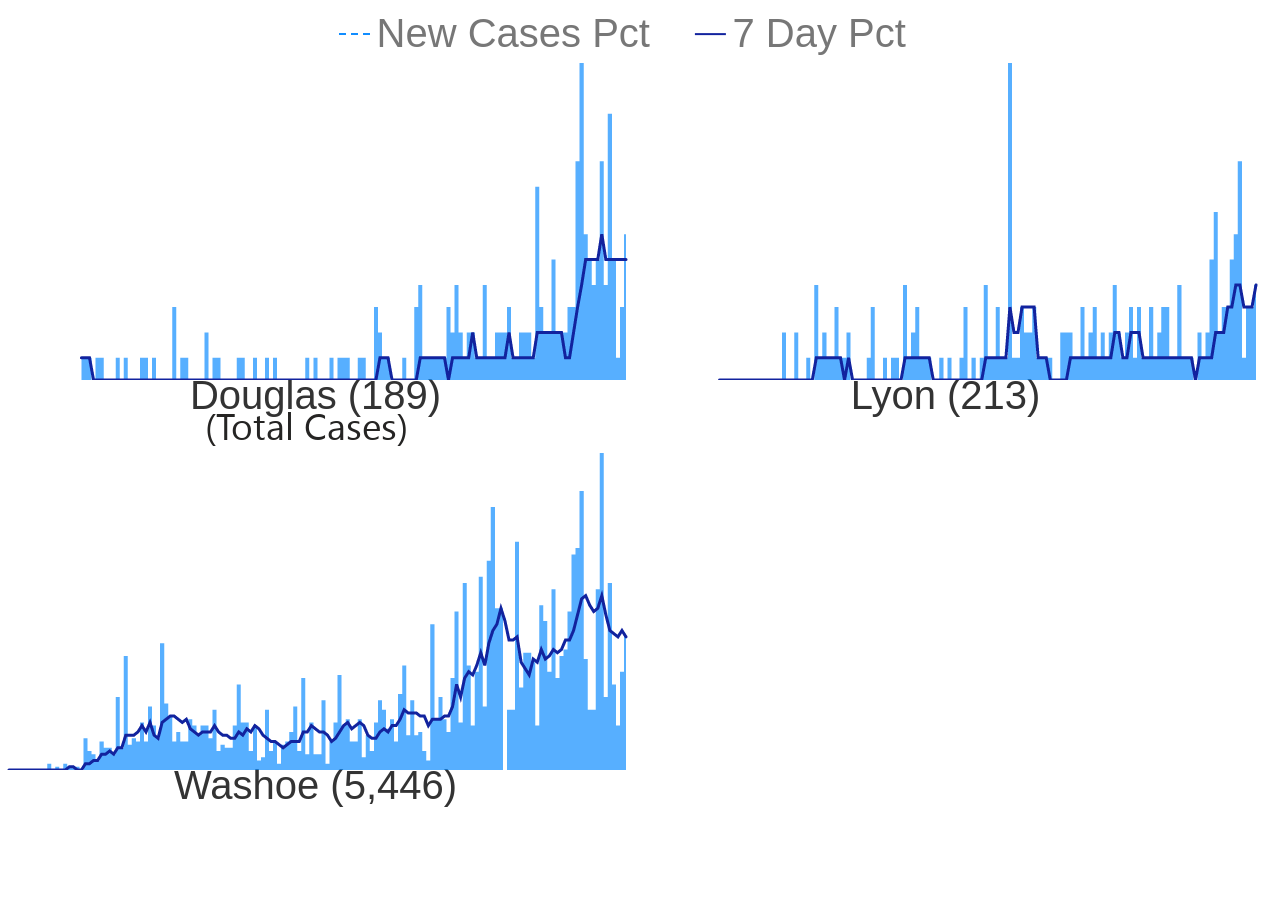 New Cases Pct 7 Day Pct
Douglas (189) Lyon (213)
(Total Cases)
Washoe (5,446)